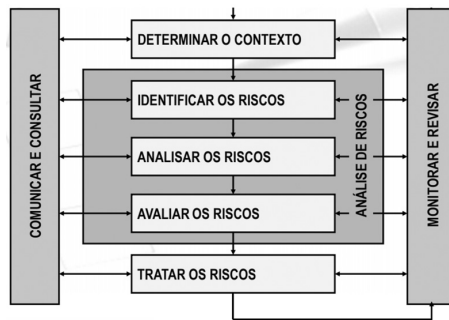 COMUNICAR E CONSULTAR
DETERMINAR O CONTEXTO
IDENTIFICAR OS RISCOS
ANALISAR OS RISCOS
AVALIAR OS RISCOS
TRATAR OS RISCOS
ANÁLISE DE RISCOS
MONITORAR E REVISAR